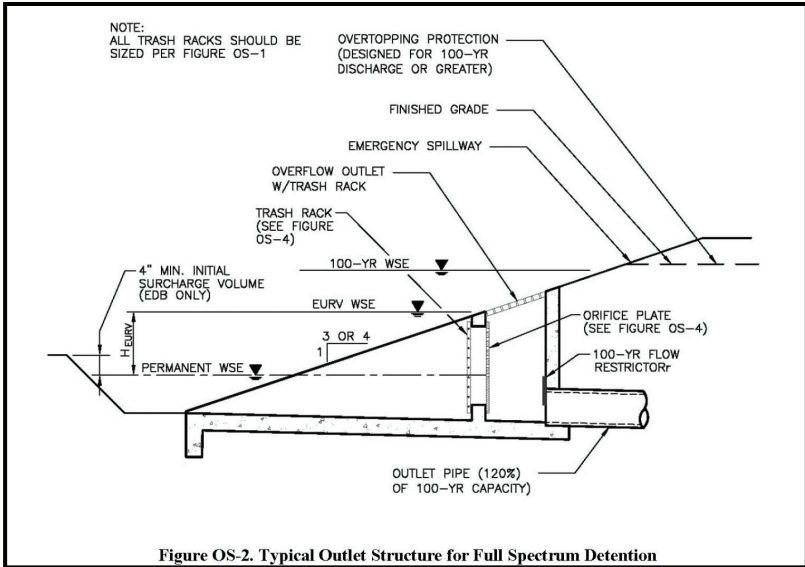 NOTE:
ALL TRASH RACKS SHOULD BE
SIZED PER FIGURE OS-1
OVERTOPPING PROTECTION
(DESIGNED FOR 100-YR
DISCHARGE OR GREATER)
FINISHED GRADE
EMERGENCY SPILLWAY
OVERFLOW OUTLET
W/TRASH RACK
TRASH RACK
(SEE FIGURE
OS-4)
100-YR WSE
4" MIN. INITIAL
SURCHARGE VOLUME
(EDB ONLY)
EURV WSE
HEURV
3 OR 4
1
ORIFICE PLATE
(SEE FIGURE OS-4)
PERMANENT WSE
100-YR FLOW
RESTRICTORr
OUTLET PIPE (120%)
OF 100-YR CAPACITY)
Figure OS-2. Typical Outlet Structure for Full Spectrum Detention